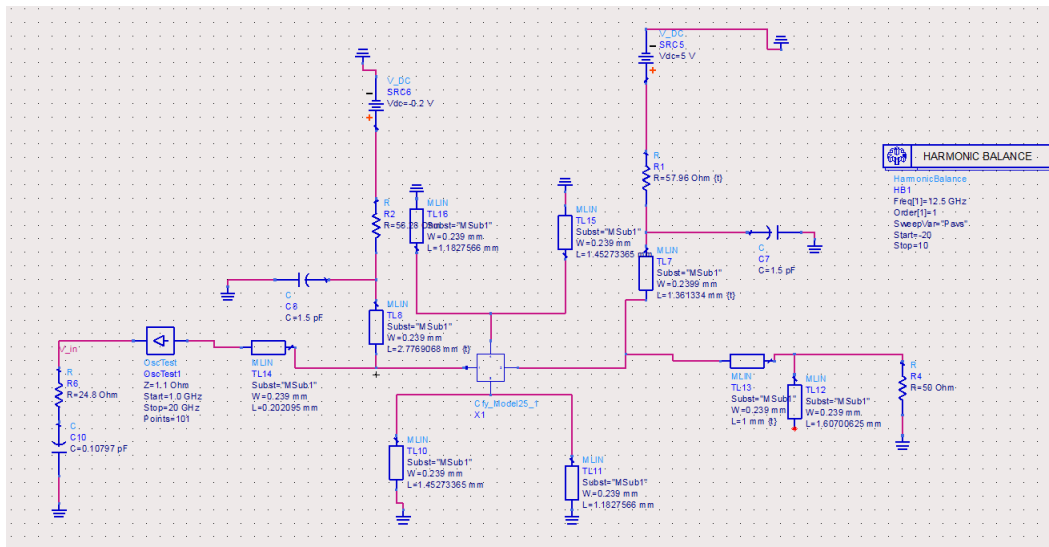 V_DC
SRC6
Vdc=-0.2 V
V_DC
SRC5
Vdc=5 V
R
R1
R=57.96 Ohm {t}
HARMONIC BALANCE
HarmonicBalance
HB1
Freq[1]=12.5 GHz
Order[1]=1
SweepVar="Pavs"
Start=-20
Stop=10
R
R2
MLIN
TL16
Subst="MSub1"
W=0.239 mm
L=1.1827566 mm
MLIN
TL15
Subst="MSub1"
W=0.239 mm
L=1.45273365 mm
MLIN
TL7
Subst="MSub1"
W=0.2399 mm
L=1.361334 mm {t}
C
C7
C=1.5 pF
C
C8
C=1.5 pF
MLIN
TL8
Subst="MSub1"
W=0.239 mm
L=2.7769068 mm {t}
V_in
R
R6
R=24.8 Ohm
C
C10
C=0.10797 pF
OscTest
OscTest1
Z=1.1 Ohm
Start=1.0 GHz
Stop=20 GHz
Points=101
MLIN
TL14
Subst="MSub1"
W=0.239 mm
L=0.202095 mm
Cfy_Model25_1
X1
MLIN
TL13
Subst="MSub1"
W=0.239 mm
L=1 mm {t}
MLIN
TL12
Subst="MSub1"
W=0.239 mm
L=1.60700625 mm
R
R4
R=50 Ohm
MLIN
TL10
Subst="MSub1"
W=0.239 mm
L=1.45273365 mm
MLIN
TL11
Subst="MSub1"
W=0.239 mm
L=1.1827566 mm